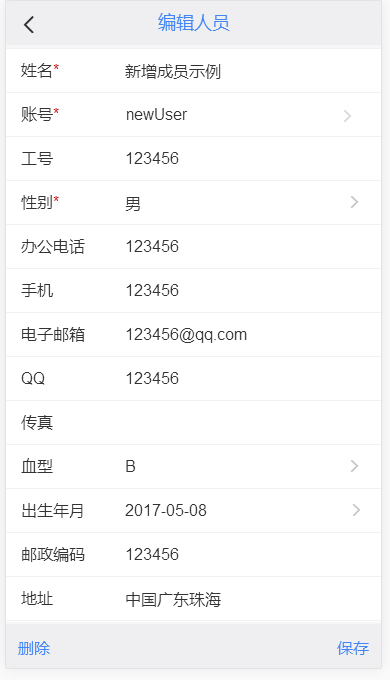 编辑人员
姓名* 新增成员示例
账号* newUser
工号 123456
性别* 男
办公电话 123456
手机 123456
电子邮箱 123456@qq.com
QQ 123456
传真
血型 B
出生年月 2017-05-08
邮政编码 123456
地址 中国广东珠海
删除 保存